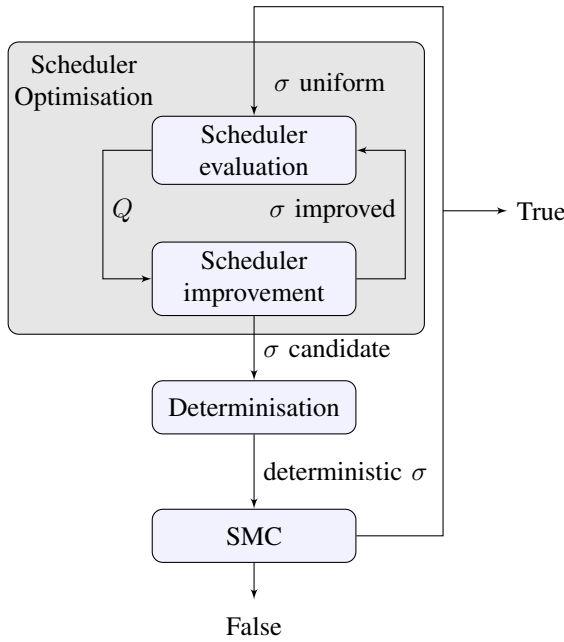 Scheduler
Optimisation
σ uniform
Scheduler
evaluation
Q
σ improved
True
Scheduler
improvement
σ candidate
Determinisation
deterministic σ
SMC
False